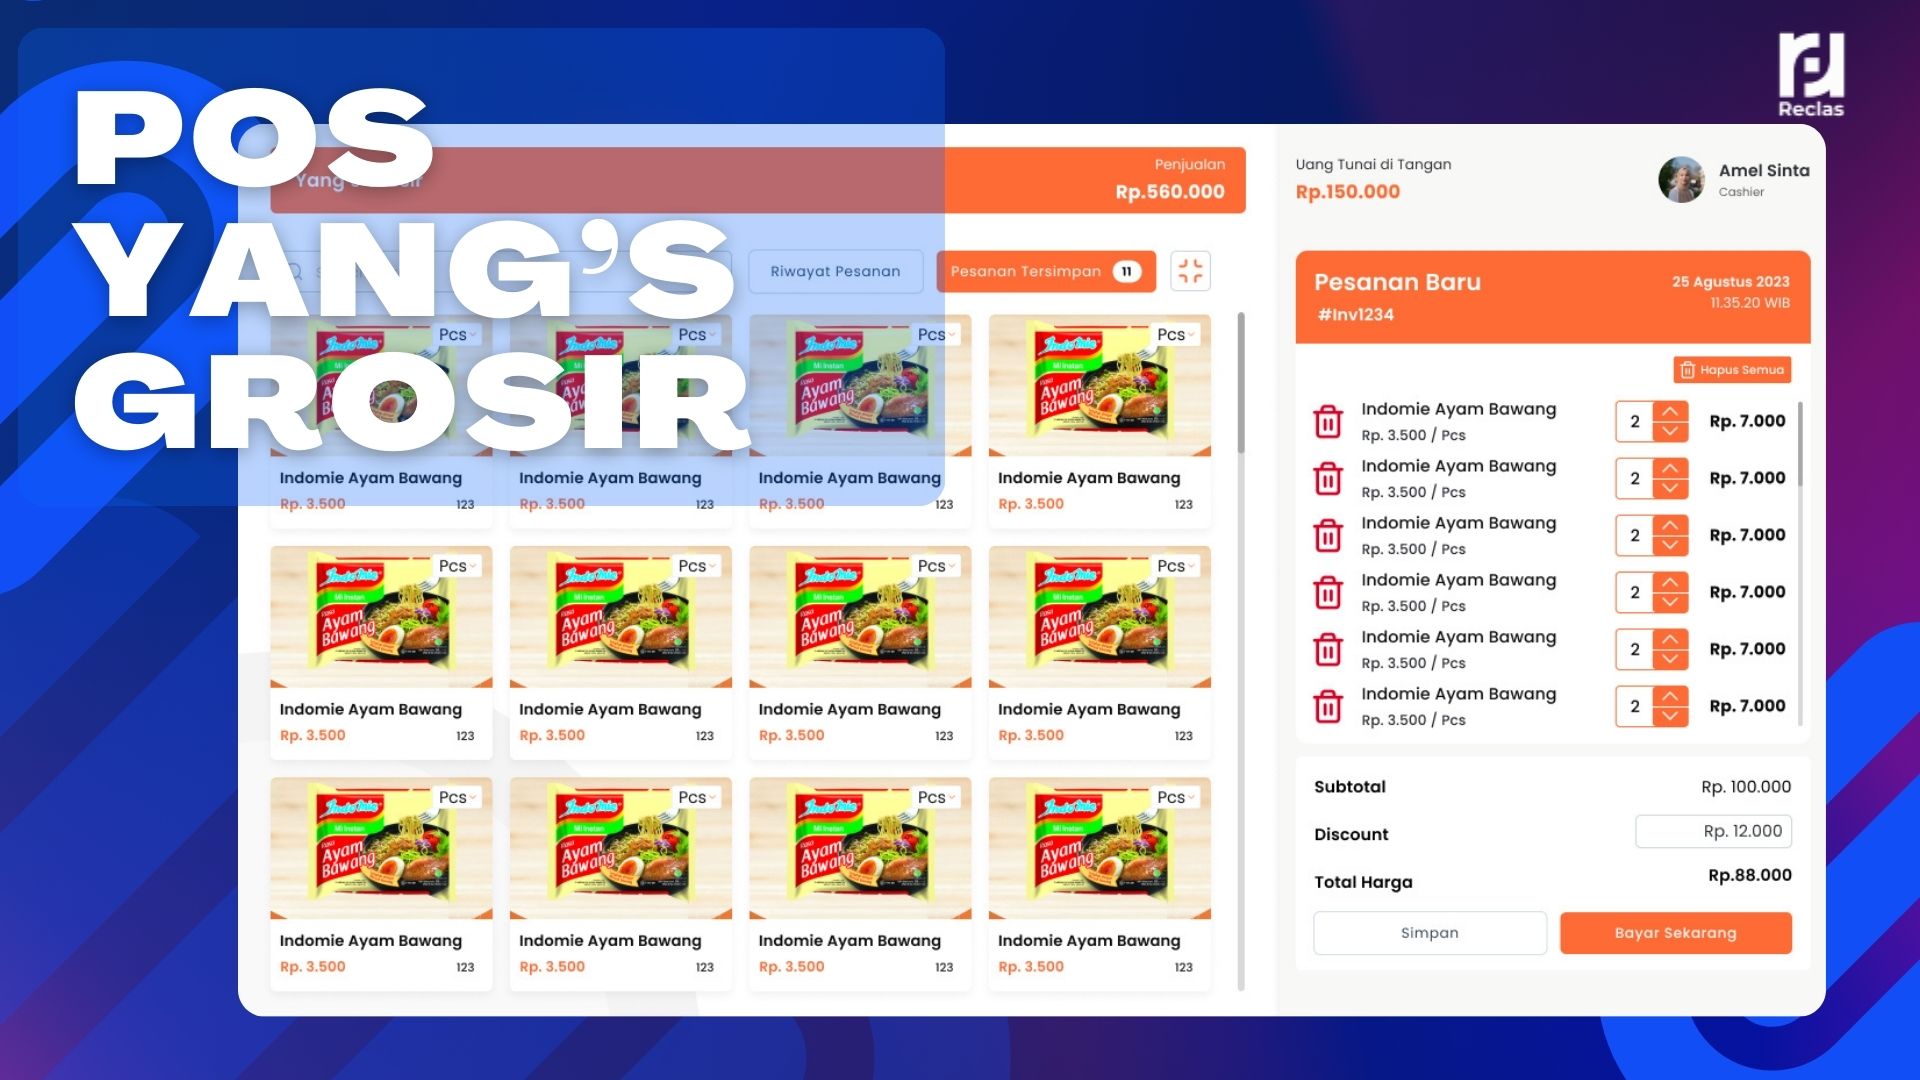 POS
YANG'S
GROSIR
Reclas
Penjualan
Rp.560.000
Riwayat Pesanan
Pesanan Tersimpan 11
Pcs Pcs Pcs Pcs
Indomie Ayam Bawang Indomie Ayam Bawang Indomie Ayam Bawang Indomie Ayam Bawang
Rp. 3.500 123 Rp. 3.500 123 Rp. 3.500 123 Rp. 3.500 123
Pcs Pcs Pcs Pcs
Indomie Ayam Bawang Indomie Ayam Bawang Indomie Ayam Bawang Indomie Ayam Bawang
Rp. 3.500 123 Rp. 3.500 123 Rp. 3.500 123 Rp. 3.500 123
Pcs Pcs Pcs Pcs
Indomie Ayam Bawang Indomie Ayam Bawang Indomie Ayam Bawang Indomie Ayam Bawang
Rp. 3.500 123 Rp. 3.500 123 Rp. 3.500 123 Rp. 3.500 123
Uang Tunai di Tangan
Rp.150.000
Amel Sinta
Cashier
Pesanan Baru
#Inv1234
25 Agustus 2023
11.35.20 WIB
Hapus Semua
Indomie Ayam Bawang
Rp. 3.500 / Pcs
2 Rp. 7.000
Indomie Ayam Bawang
Rp. 3.500 / Pcs
2 Rp. 7.000
Indomie Ayam Bawang
Rp. 3.500 / Pcs
2 Rp. 7.000
Indomie Ayam Bawang
Rp. 3.500 / Pcs
2 Rp. 7.000
Indomie Ayam Bawang
Rp. 3.500 / Pcs
2 Rp. 7.000
Indomie Ayam Bawang
Rp. 3.500 / Pcs
2 Rp. 7.000
Subtotal Rp. 100.000
Discount Rp. 12.000
Total Harga Rp.88.000
Simpan
Bayar Sekarang